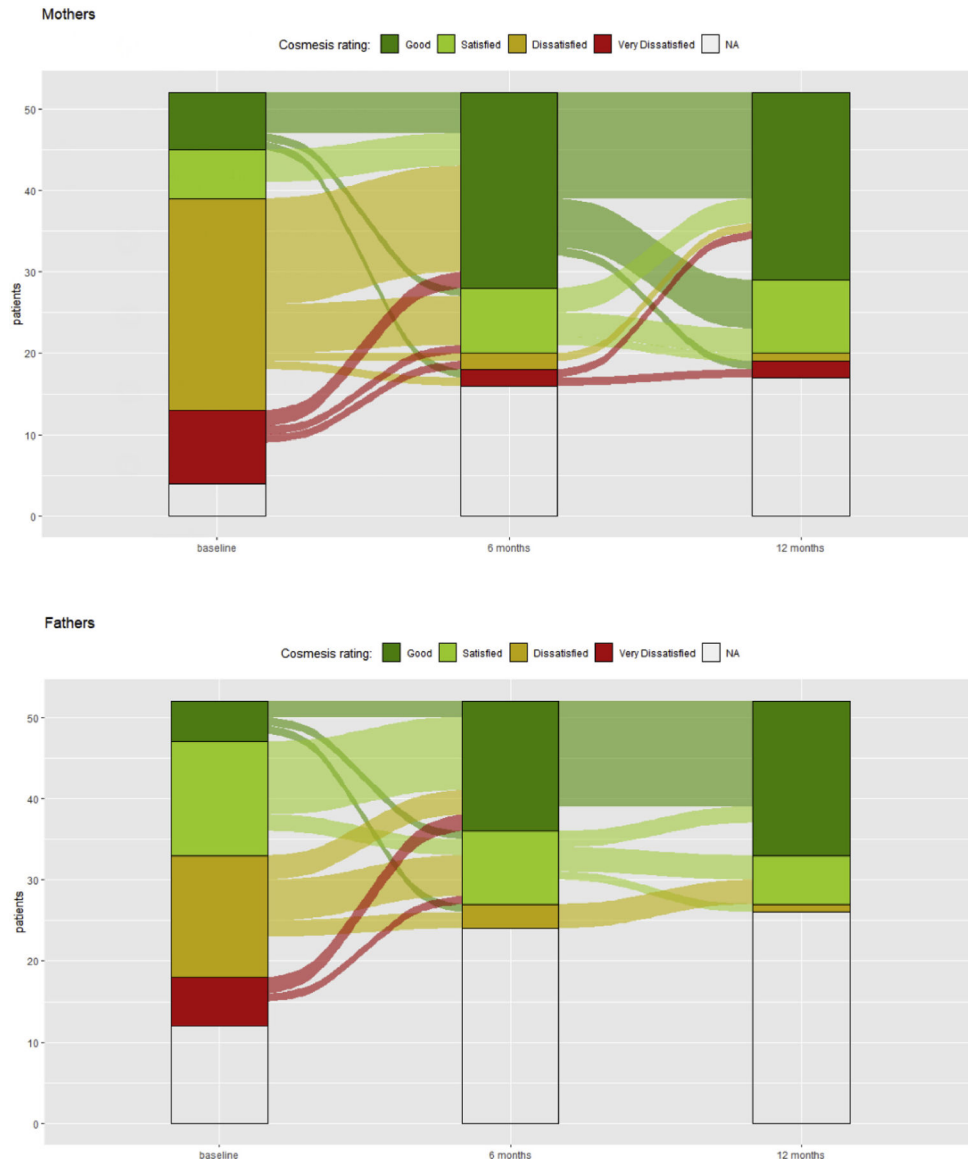 Mothers
Cosmesis rating: Good Satisfied Dissatisfied Very Dissatisfied NA
50
40
30
20
10
0
patients
baseline 6 months 12 months
Fathers
Cosmesis rating: Good Satisfied Dissatisfied Very Dissatisfied NA
50
40
30
20
10
0
patients
baseline 6 months 12 months